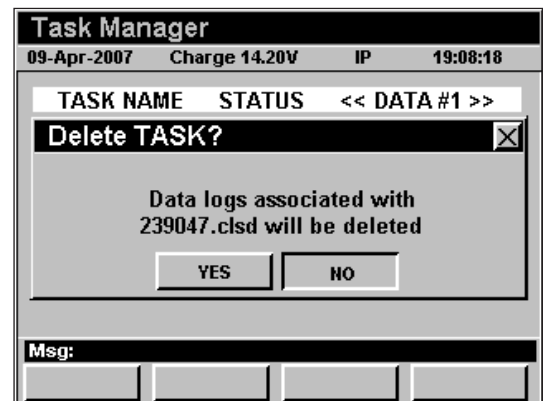 Task Manager
09-Apr-2007 Charge 14.20V IP 19:08:18
TASK NAME STATUS << DATA #1 >>
Delete TASK?
Data logs associated with
239047.clsd will be deleted
YES NO
Msg: